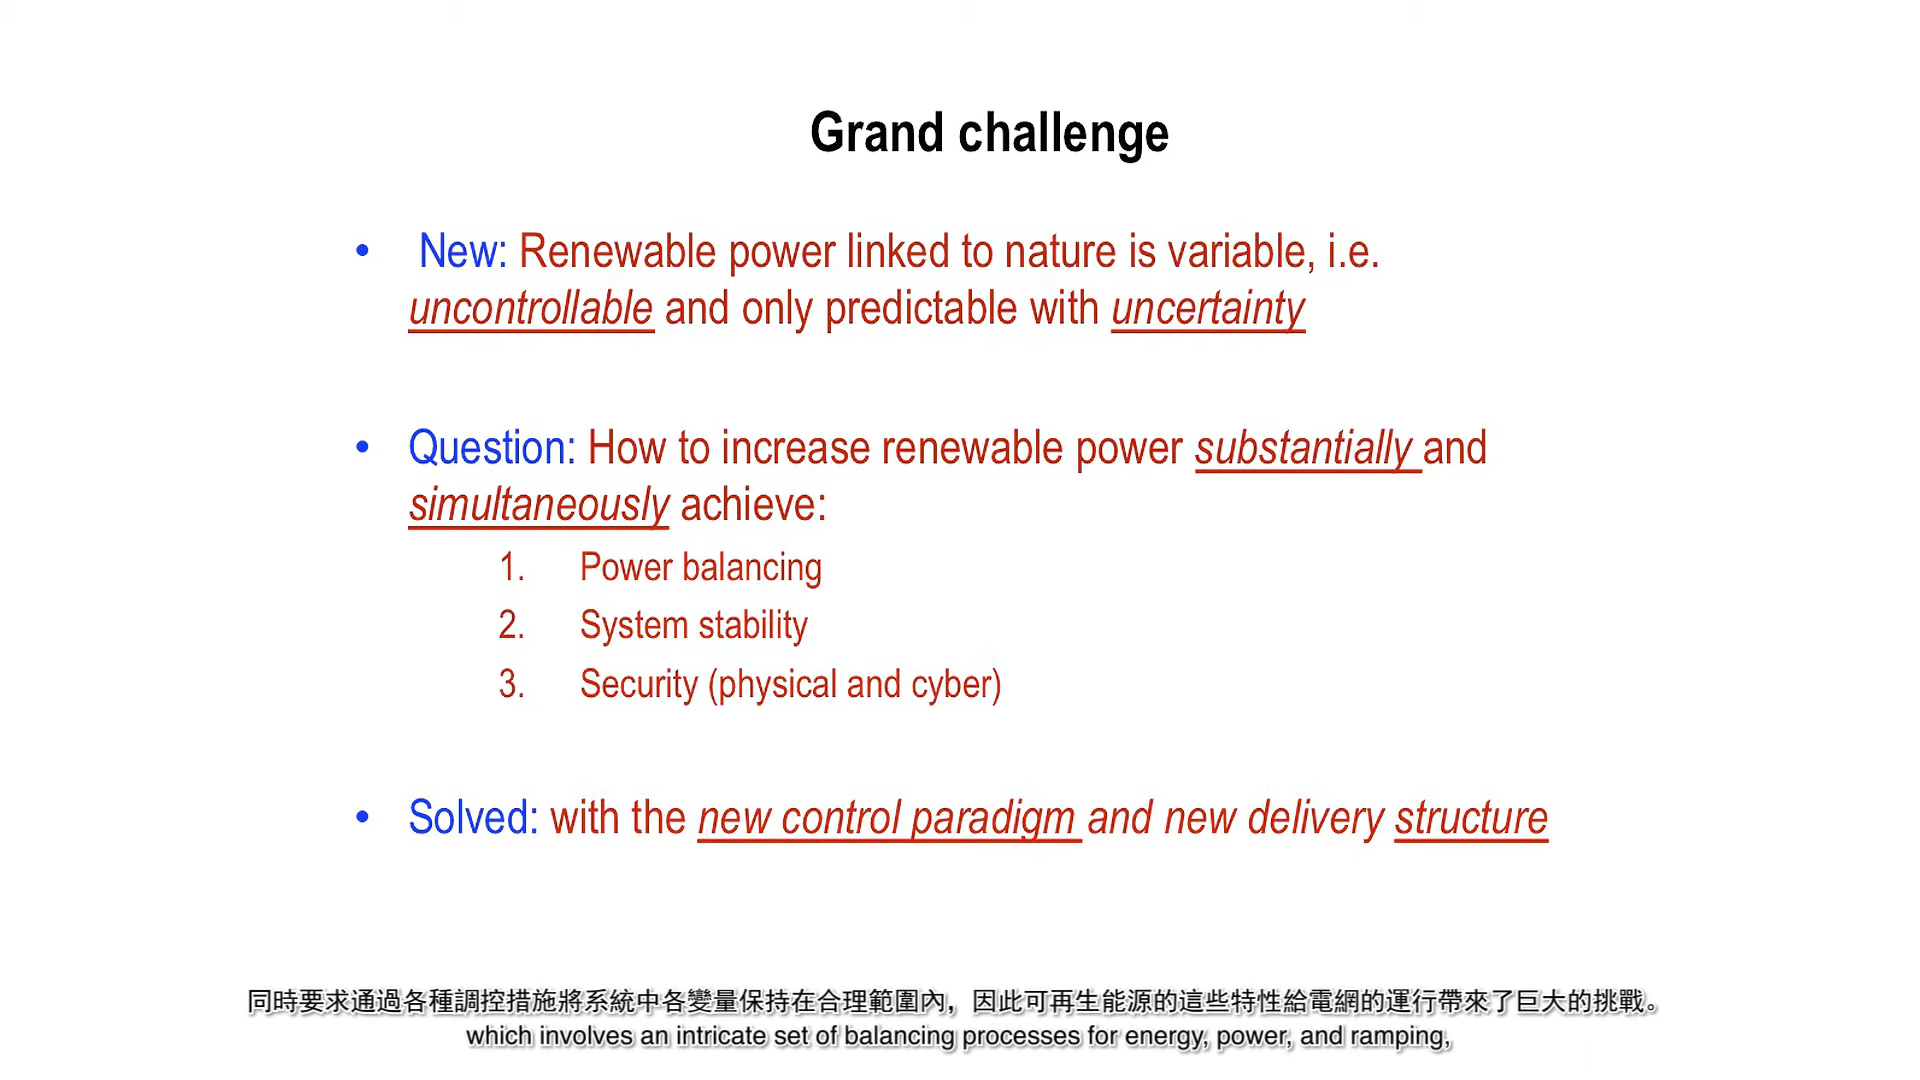 Grand challenge
• New: Renewable power linked to nature is variable, i.e.
uncontrollable and only predictable with uncertainty
• Question: How to increase renewable power substantially and
simultaneously achieve:
1. Power balancing
2. System stability
3. Security (physical and cyber)
• Solved: with the new control paradigm and new delivery structure
同時要求通過各種調控措施將系統中各變量保持在合理範圍內，因此可再生能源的這些特性給電網的運行帶來了巨大的挑戰。
which involves an intricate set of balancing processes for energy, power, and ramping,